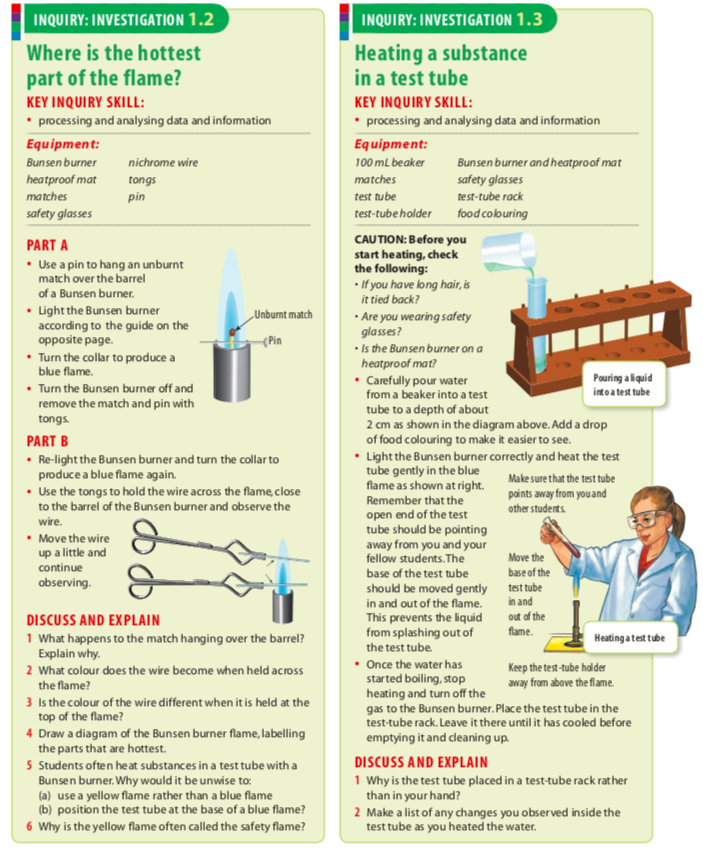 INQUIRY: INVESTIGATION 1.2
Where is the hottest
part of the flame?
KEY INQUIRY SKILL:
• processing and analysing data and information
Equipment:
Bunsen burner nichrome wire
heatproof mat tongs
matches pin
safety glasses
PART A
• Use a pin to hang an unburnt
match over the barrel
of a Bunsen burner.
• Light the Bunsen burner
according to the guide on the
opposite page.
• Turn the collar to produce a
blue flame.
• Turn the Bunsen burner off and
remove the match and pin with
tongs.
Unburnt match
Pin
PART B
• Re-light the Bunsen burner and turn the collar to
produce a blue flame again.
• Use the tongs to hold the wire across the flame, close
to the barrel of the Bunsen burner and observe the
wire.
• Move the wire
up a little and
continue
observing.
DISCUSS AND EXPLAIN
1 What happens to the match hanging over the barrel?
Explain why.
2 What colour does the wire become when held across
the flame?
3 Is the colour of the wire different when it is held at the
top of the flame?
4 Draw a diagram of the Bunsen burner flame, labelling
the parts that are hottest.
5 Students often heat substances in a test tube with a
Bunsen burner. Why would it be unwise to:
(a) use a yellow flame rather than a blue flame
(b) position the test tube at the base of a blue flame?
6 Why is the yellow flame often called the safety flame?
INQUIRY: INVESTIGATION 1.3
Heating a substance
in a test tube
KEY INQUIRY SKILL:
• processing and analysing data and information
Equipment:
100 mL beaker Bunsen burner and heatproof mat
matches safety glasses
test tube test-tube rack
test-tube holder food colouring
CAUTION: Before you
start heating, check
the following:
• If you have long hair, is
it tied back?
• Are you wearing safety
glasses?
• Is the Bunsen burner on a
heatproof mat?
• Carefully pour water
from a beaker into a test
tube to a depth of about
2 cm as shown in the diagram above. Add a drop
of food colouring to make it easier to see.
Pouring a liquid
into a test tube
• Light the Bunsen burner correctly and heat the test
tube gently in the blue
flame as shown at right.
Remember that the
open end of the test
tube should be pointing
away from you and your
fellow students. The
base of the test tube
should be moved gently
in and out of the flame.
This prevents the liquid
from splashing out of
the test tube.
Make sure that the test tube
points away from you and
other students.
Move the
base of the
test tube
in and
out of the
flame.
Heating a test tube
Keep the test-tube holder
away from above the flame.
• Once the water has
started boiling, stop
heating and turn off the
gas to the Bunsen burner. Place the test tube in the
test-tube rack. Leave it there until it has cooled before
emptying it and cleaning up.
DISCUSS AND EXPLAIN
1 Why is the test tube placed in a test-tube rack rather
than in your hand?
2 Make a list of any changes you observed inside the
test tube as you heated the water.